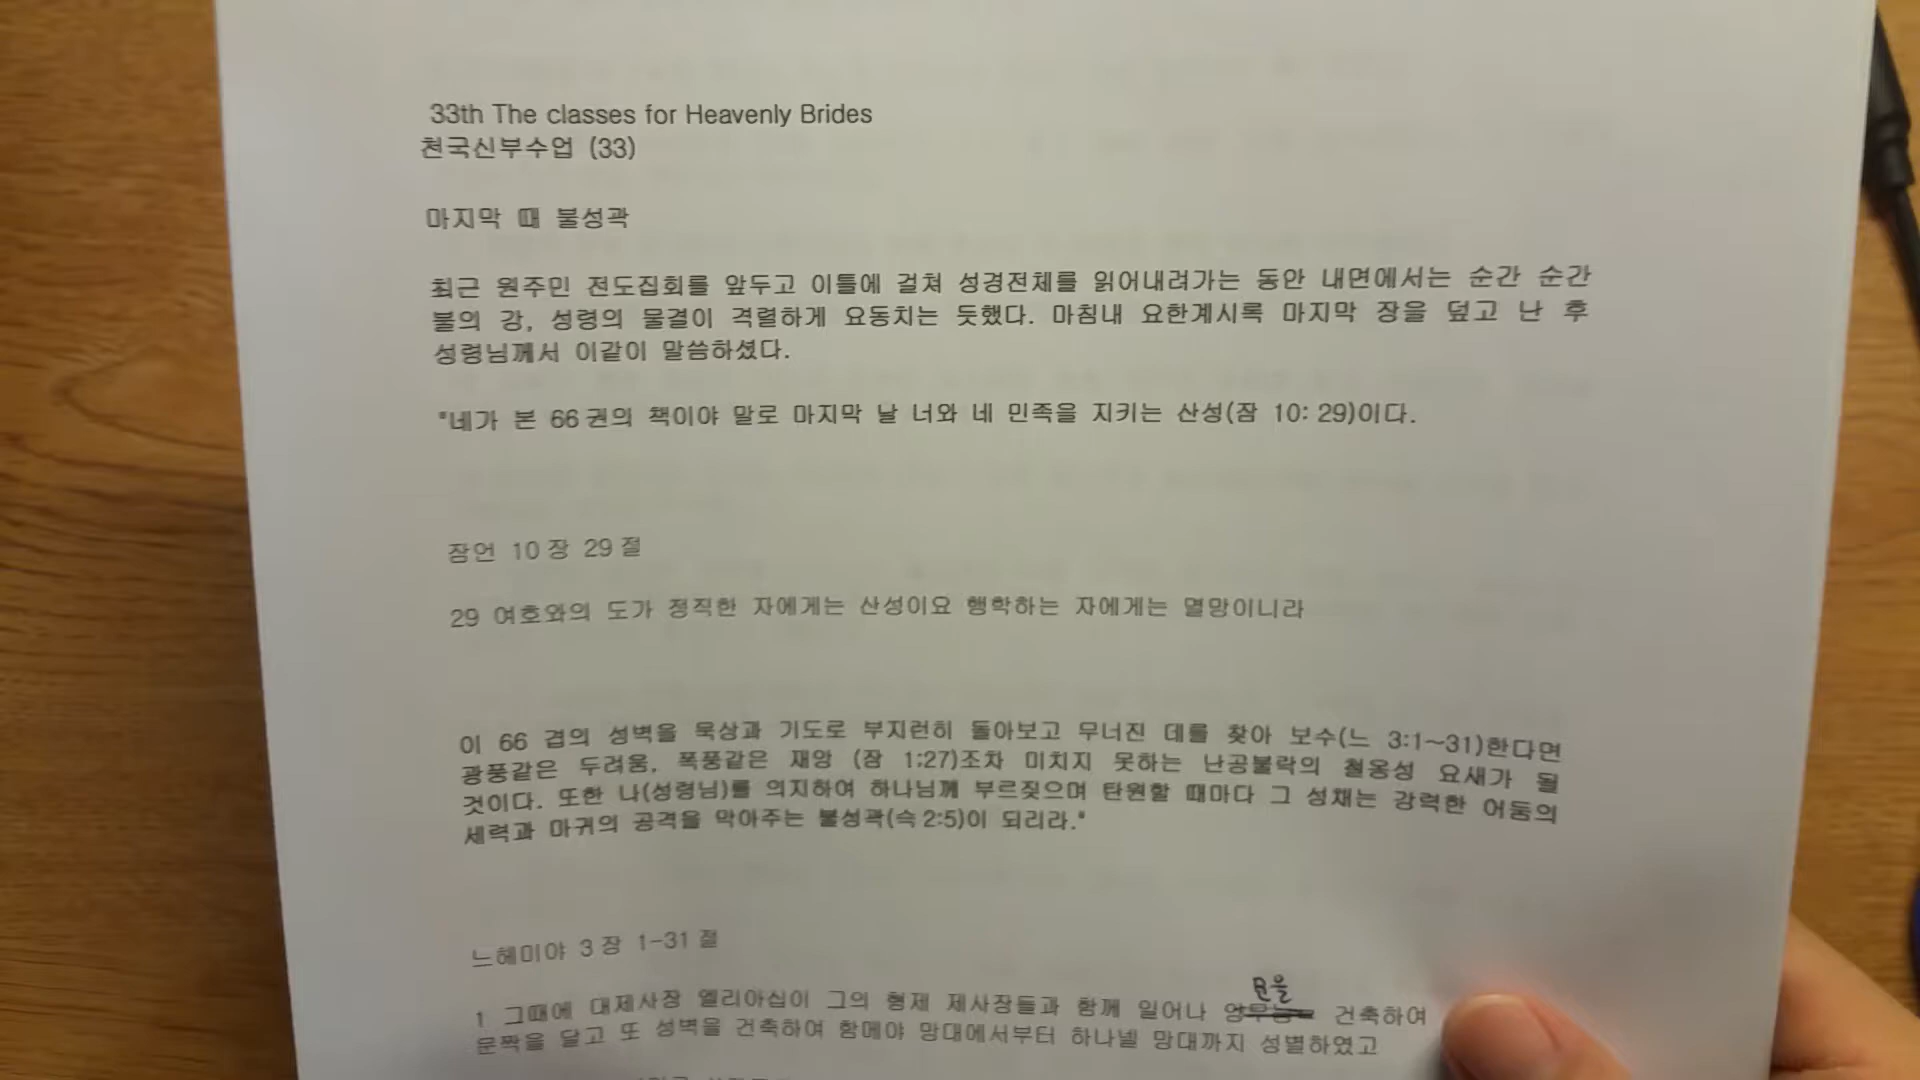 33th The classes for Heavenly Brides
천국신부수업 (33)
마지막 때 불성곽
최근 원주민 전도집회를 앞두고 이틀에 걸쳐 성경전체를 읽어내려가는 동안 내면에서는 순간 순간
불의 강, 성령의 물결이 격렬하게 요동치는 듯했다. 마침내 요한계시록 마지막 장을 덮고 난 후
성령님께서 이같이 말씀하셨다.
"네가 본 66권의 책이야 말로 마지막 날 너와 네 민족을 지키는 산성(잠 10: 29)이다.
잠언 10장 29절
29 여호와의 도가 정직한 자에게는 산성이요 행학하는 자에게는 멸망이니라
이 66 겹의 성벽을 묵상과 기도로 부지런히 돌아보고 무너진 데를 찾아 보수(느 3:1~31)한다면
광풍같은 두려움, 폭풍같은 재앙 (잠 1:27)조차 미치지 못하는 난공불락의 철옹성 요새가 될
것이다. 또한 나(성령님)를 의지하여 하나님께 부르짖으며 탄원할 때마다 그 성채는 강력한 어둠의
세력과 마귀의 공격을 막아주는 불성곽(슥2:5)이 되리라."
느헤미야 3장 1-31절
문을
1 그때에 대제사장 엘리아십이 그의 형제 제사장들과 함께 일어나 양 건축하여
문짝을 달고 또 성벽을 건축하여 함메아 망대에서부터 하나넬 망대까지 성별하였고